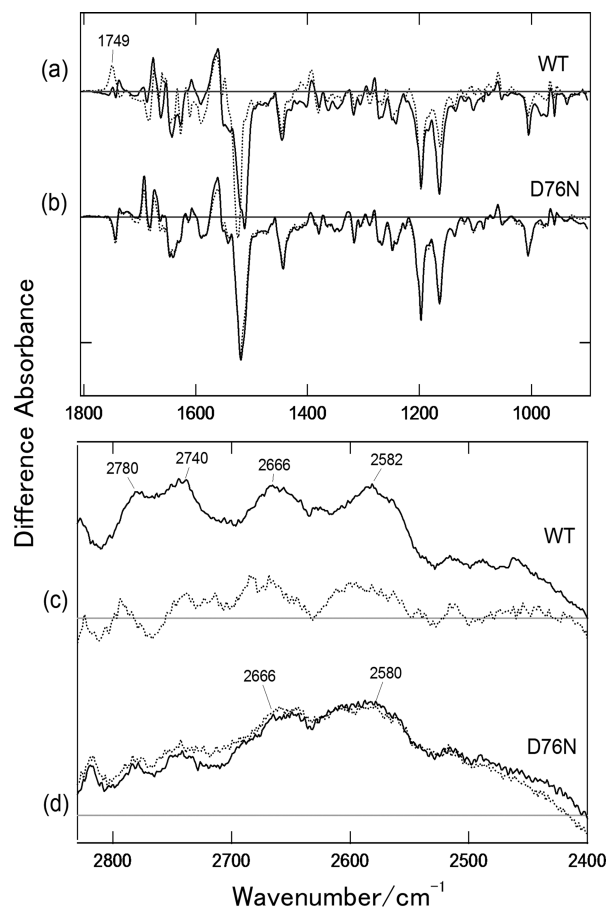 1749
(a)
WT
(b)
D76N
1800 1600 1400 1200 1000
Difference Absorbance
2780
2740
2666
2582
WT
(c)
2666
2580
D76N
(d)
2800 2700 2600 2500 2400
Wavenumber/cm⁻¹